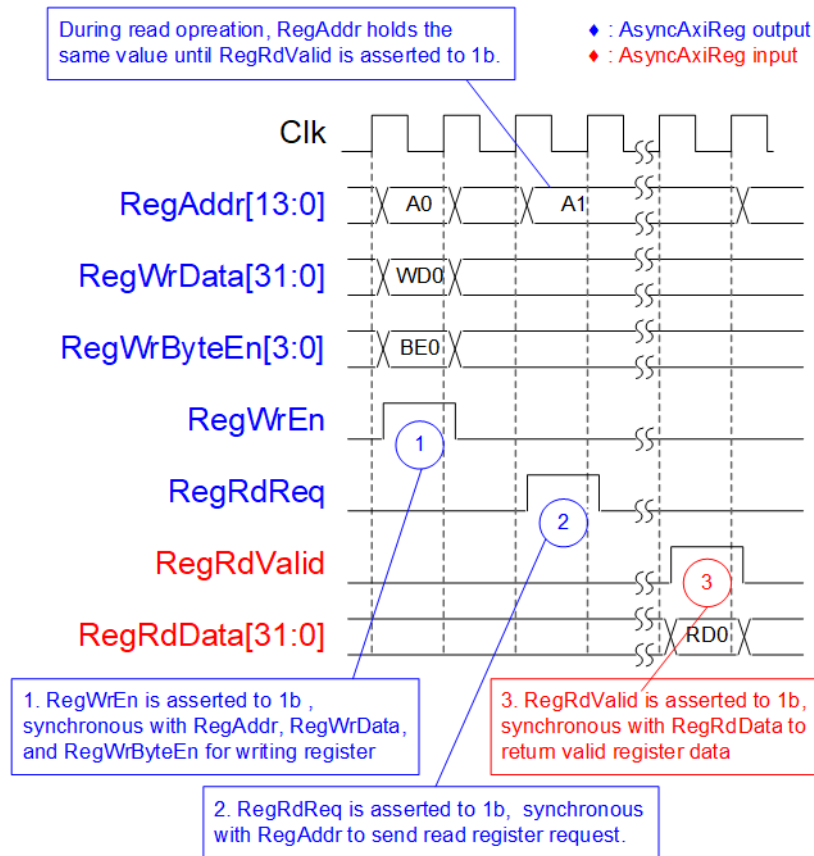 During read opreation, RegAddr holds the
same value until RegRdValid is asserted to 1b.
♦ : AsyncAxiReg output
♦ : AsyncAxiReg input
Clk
RegAddr[13:0]
A0
A1
RegWrData[31:0]
WD0
RegWrByteEn[3:0]
BE0
RegWrEn
1
RegRdReq
2
RegRdValid
3
RegRdData[31:0]
RD0
1. RegWrEn is asserted to 1b ,
synchronous with RegAddr, RegWrData,
and RegWrByteEn for writing register
3. RegRdValid is asserted to 1b,
synchronous with RegRdData to
return valid register data
2. RegRdReq is asserted to 1b, synchronous
with RegAddr to send read register request.